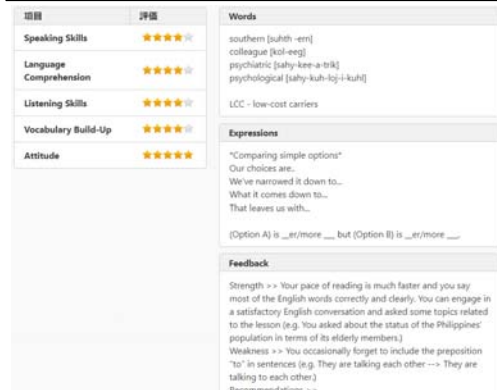 項目 評価
Speaking Skills
Language
Comprehension
Listening Skills
Vocabulary Build-Up
Attitude
Words
southern [suhth -ern]
colleague [kol-eeg]
psychiatric [sahy-kee-a-trik]
psychological [sahy-kuh-loj-i-kuhl]
LCC - low-cost carriers
Expressions
*Comparing simple options*
Our choices are..
We've narrowed it down to...
What it comes down to...
That leaves us with...
(Option A) is __er/more ___ but (Option B) is __er/more ___.
Feedback
Strength >> Your pace of reading is much faster and you say
most of the English words correctly and clearly. You can engage in
a satisfactory English conversation and asked some topics related
to the lesson (e.g. You asked about the status of the Philippines'
population in terms of its elderly members.)
Weakness >> You occasionally forget to include the preposition
"to" in sentences (e.g. They are talking each other --> They are
talking to each other.)
Recommendations >>